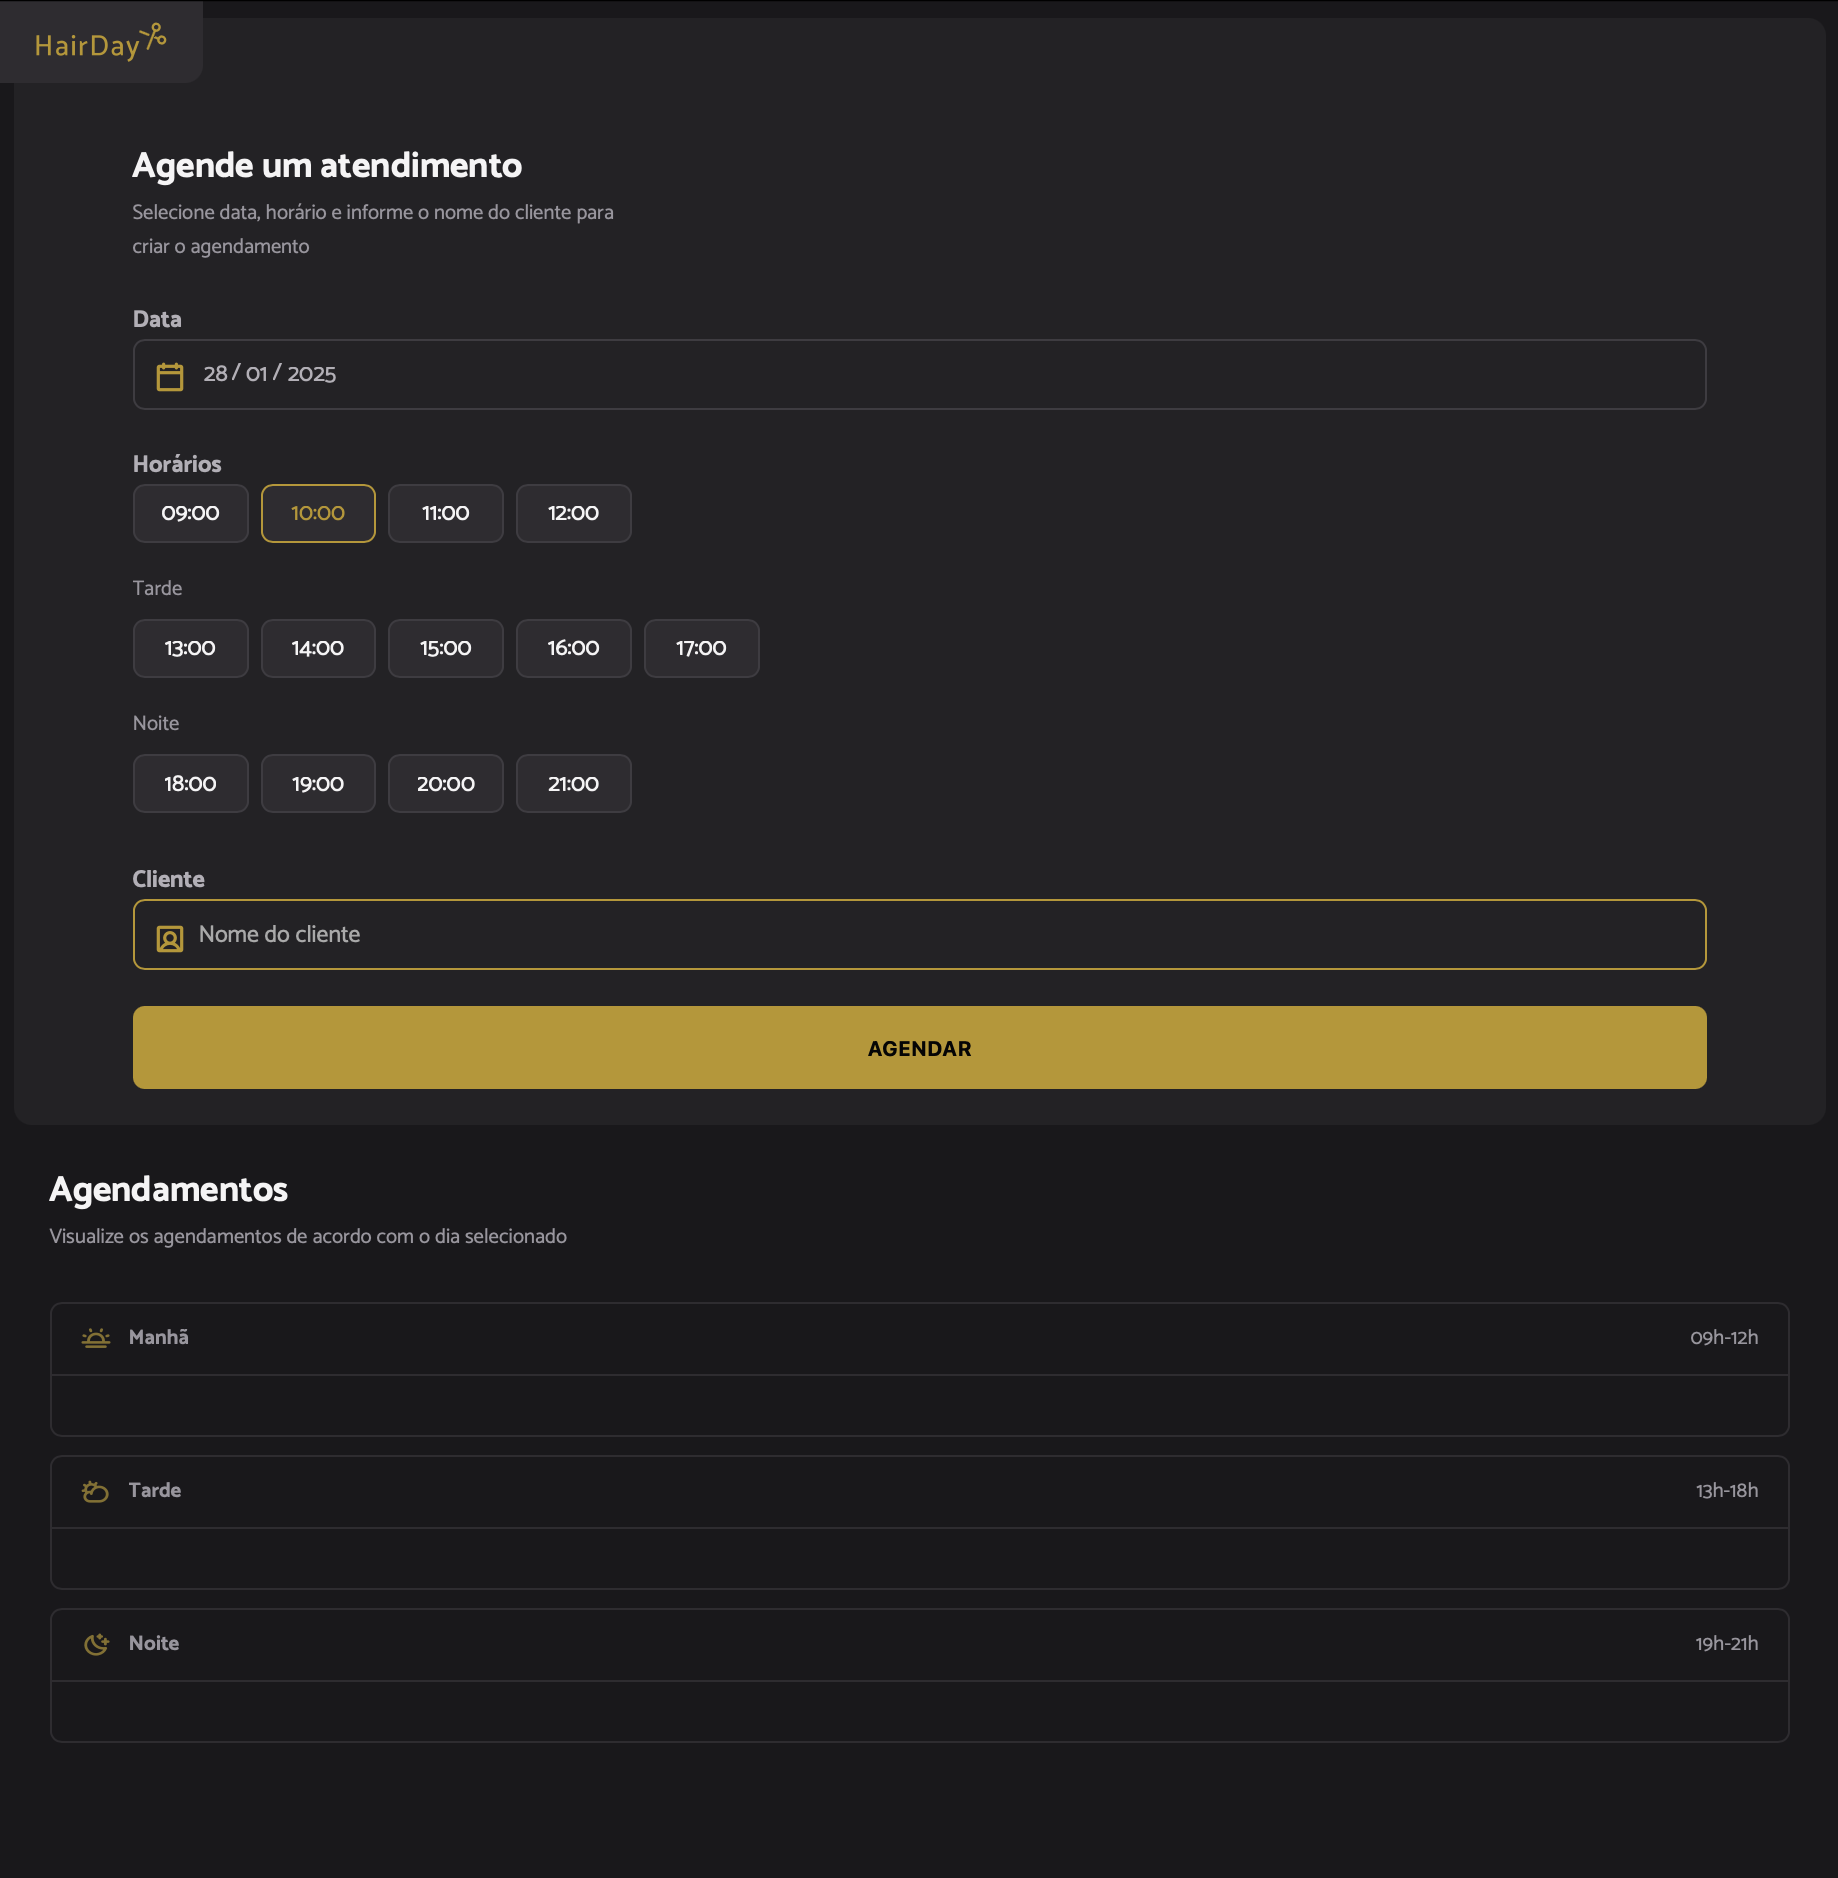 HairDay
Agende um atendimento
Selecione data, horário e informe o nome do cliente para
criar o agendamento
Data
28 / 01 / 2025
Horários
09:00 10:00 11:00 12:00
Tarde
13:00 14:00 15:00 16:00 17:00
Noite
18:00 19:00 20:00 21:00
Cliente
Nome do cliente
AGENDAR
Agendamentos
Visualize os agendamentos de acordo com o dia selecionado
Manhã 09h-12h
Tarde 13h-18h
Noite 19h-21h